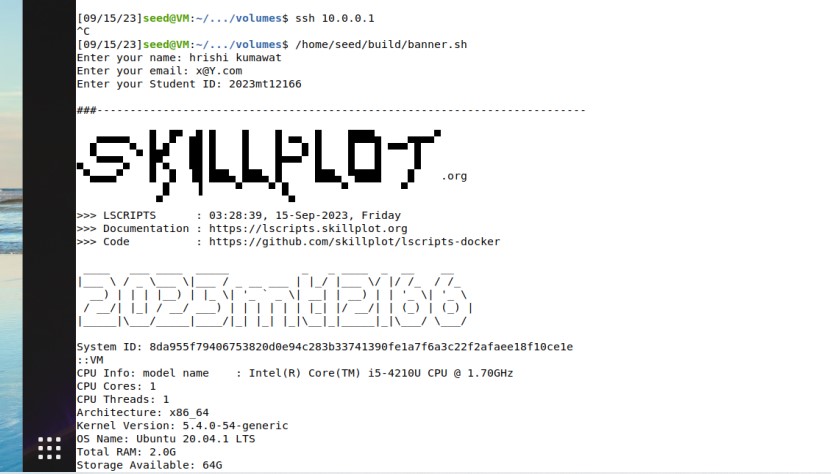 [09/15/23]seed@VM:~/.../volumes$ ssh 10.0.0.1
^C
[09/15/23]seed@VM:~/.../volumes$ /home/seed/build/banner.sh
Enter your name: hrishi kumawat
Enter your email: x@Y.com
Enter your Student ID: 2023mt12166
###--------------------------------------------------------------------------
SKILLPLOT .org
>>> LSCRIPTS      : 03:28:39, 15-Sep-2023, Friday
>>> Documentation : https://lscripts.skillplot.org
>>> Code          : https://github.com/skillplot/lscripts-docker
2023mt12166
System ID: 8da955f79406753820d0e94c283b33741390fe1a7f6a3c22f2afaee18f10ce1e
::VM
CPU Info: model name    : Intel(R) Core(TM) i5-4210U CPU @ 1.70GHz
CPU Cores: 1
CPU Threads: 1
Architecture: x86_64
Kernel Version: 5.4.0-54-generic
OS Name: Ubuntu 20.04.1 LTS
Total RAM: 2.0G
Storage Available: 64G